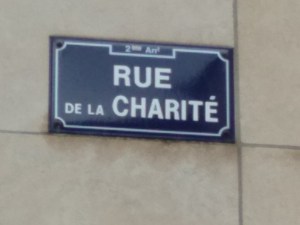 2ème Arrt
RUE
DE LA CHARITÉ